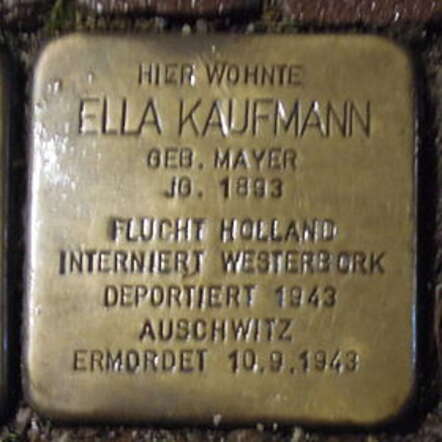 HIER WOHNTE
ELLA KAUFMANN
GEB. MAYER
JG. 1893
FLUCHT HOLLAND
INTERNIERT WESTERBORK
DEPORTIERT 1943
AUSCHWITZ
ERMORDET 10.9.1943